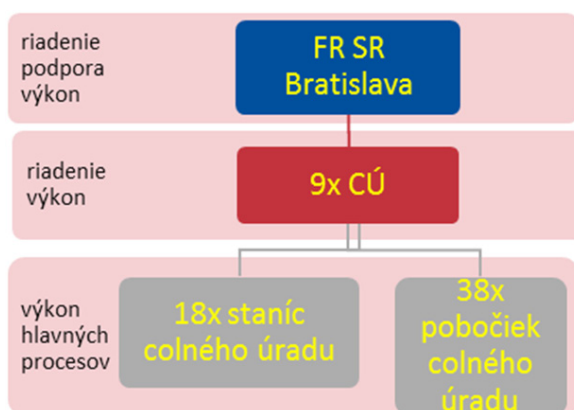 riadenie
podpora
výkon
FR SR
Bratislava
riadenie
výkon
9x CÚ
výkon
hlavných
procesov
18x staníc
colného úradu
38x
pobočiek
colného
úradu